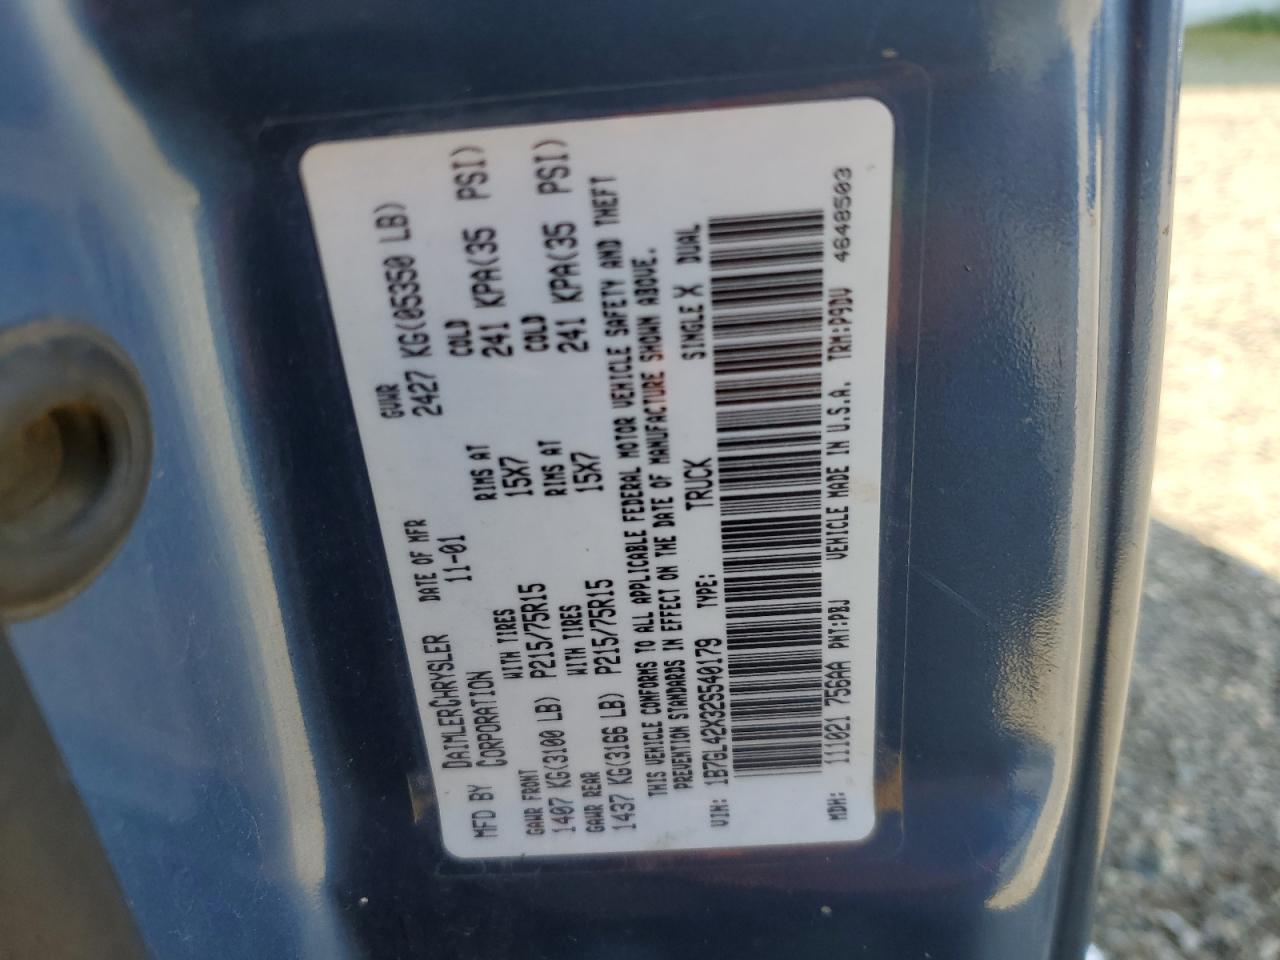 MFD BY DAIMLERCHRYSLER CORPORATION DATE OF MFR 11-01 GVWR 2427 KG(05350 LB)
GAWR FRONT WITH TIRES RIMS AT COLD
1407 KG(3100 LB) P215/75R15 15X7 241 KPA(35 PSI)
GAWR REAR WITH TIRES RIMS AT COLD
1437 KG(3166 LB) P215/75R15 15X7 241 KPA(35 PSI)
THIS VEHICLE CONFORMS TO ALL APPLICABLE FEDERAL MOTOR VEHICLE SAFETY AND THEFT
PREVENTION STANDARDS IN EFFECT ON THE DATE OF MANUFACTURE SHOWN ABOVE.
VIN: 1B7GL42X32S540179 TYPE: TRUCK SINGLE X DUAL
MDH: 111021 756AA PNT:PBJ VEHICLE MADE IN U.S.A. TRM:P9DV 4648503